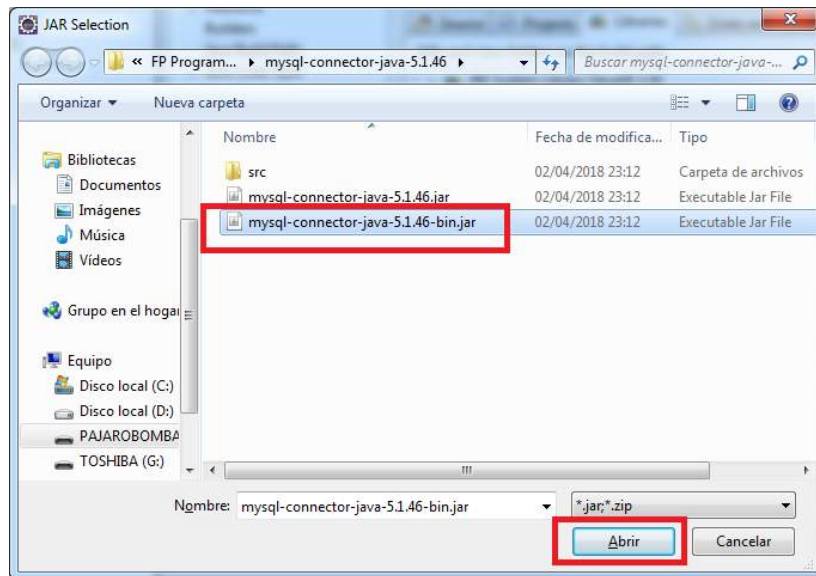 JAR Selection
« FP Program... mysql-connector-java-5.1.46
Buscar mysql-connector-java-...
Organizar Nueva carpeta
Nombre Fecha de modifica... Tipo
Bibliotecas
Documentos
Imágenes
Música
Vídeos
Grupo en el hogar
Equipo
Disco local (C:)
Disco local (D:)
PAJAROBOMBA
TOSHIBA (G:)
src 02/04/2018 23:12 Carpeta de archivos
mysql-connector-java-5.1.46.jar 02/04/2018 23:12 Executable Jar File
mysql-connector-java-5.1.46-bin.jar 02/04/2018 23:12 Executable Jar File
Nombre: mysql-connector-java-5.1.46-bin.jar *.jar;*.zip
Abrir Cancelar